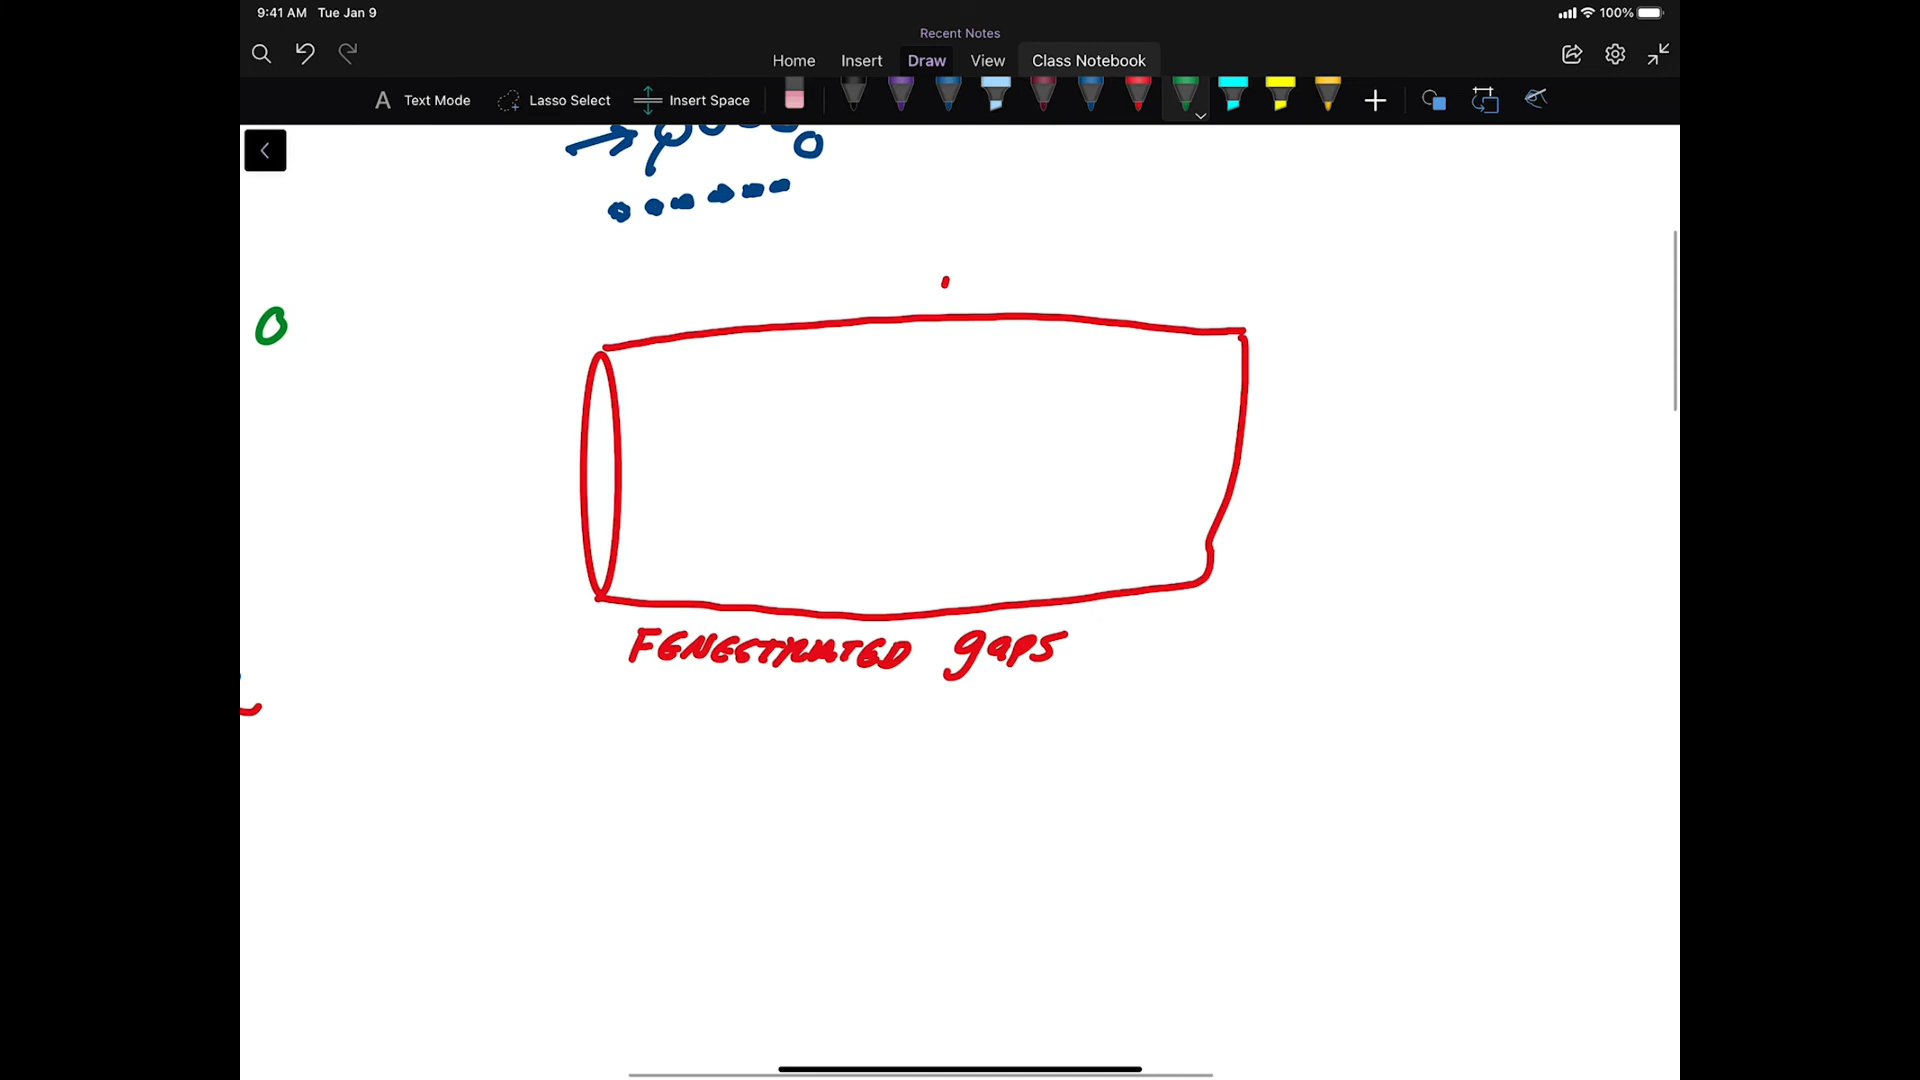 9:41 AM Tue Jan 9
100%
Recent Notes
Home Insert Draw View Class Notebook
A Text Mode Lasso Select Insert Space
FENESTRATED gaps